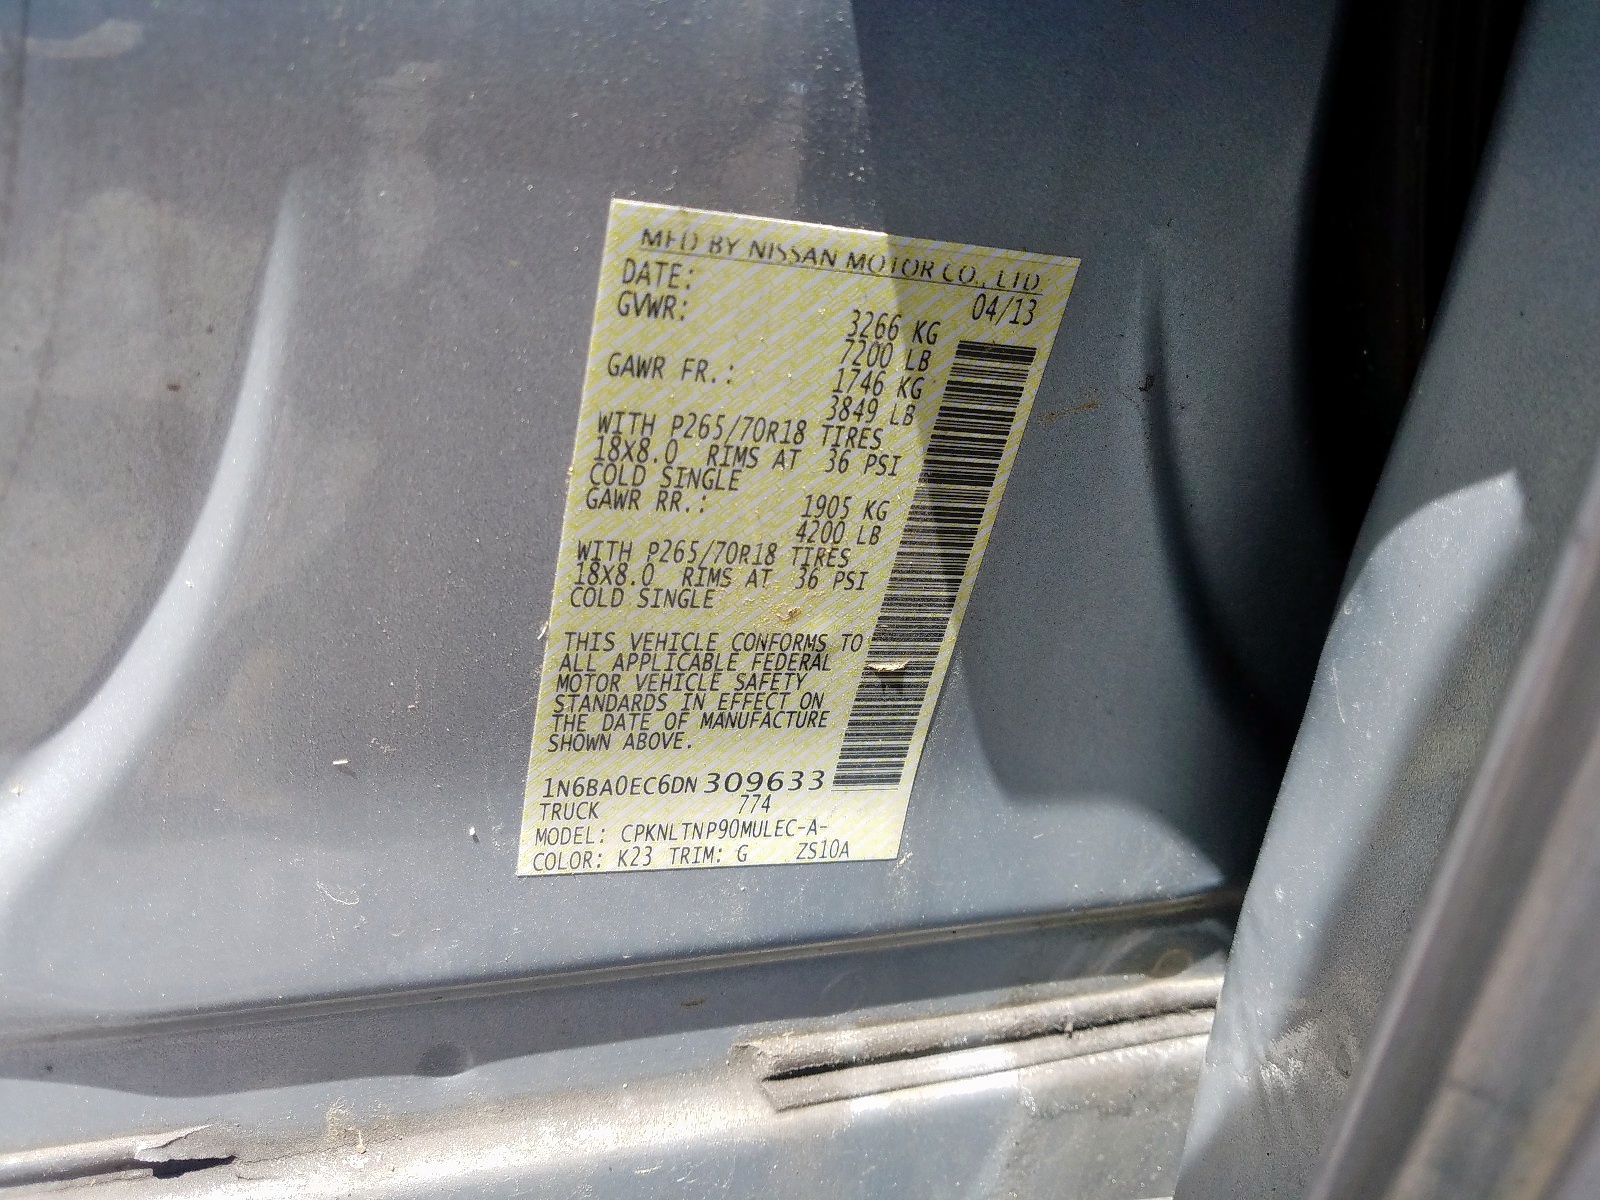 MFD BY NISSAN MOTOR CO., LTD
DATE: 04/13
GVWR: 3266 KG
7200 LB
GAWR FR.: 1746 KG
3849 LB
WITH P265/70R18 TIRES
18X8.0 RIMS AT 36 PSI
COLD SINGLE
GAWR RR.: 1905 KG
4200 LB
WITH P265/70R18 TIRES
18X8.0 RIMS AT 36 PSI
COLD SINGLE
THIS VEHICLE CONFORMS TO
ALL APPLICABLE FEDERAL
MOTOR VEHICLE SAFETY
STANDARDS IN EFFECT ON
THE DATE OF MANUFACTURE
SHOWN ABOVE.
1N6BA0EC6DN309633
TRUCK 774
MODEL: CPKNLTNP90MULEC-A-
COLOR: K23 TRIM: G ZS10A